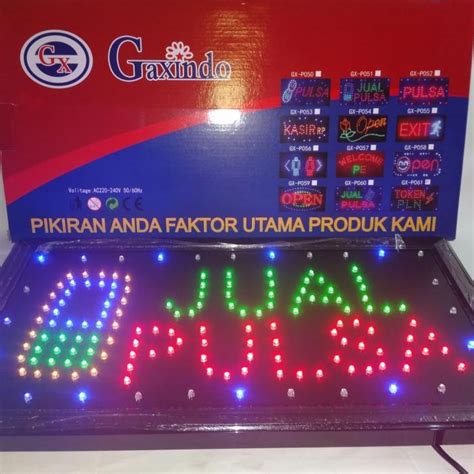 GX
Gaxindo
GX-P050
GX-P051
GX-P052
PULSA
JUAL
PULSA
PULSA
GX-P053
GX-P054
GX-P055
KASIR RP
Open
EXIT
GX-P056
GX-P057
GX-P058
WELCOME
GX-P059
GX-P060
GX-P061
OPEN
JUAL
PULSA
TOKEN
PLN
Voltage:AC220-240V 50/60Hz
PIKIRAN ANDA FAKTOR UTAMA PRODUK KAMI
JUAL
PULSA